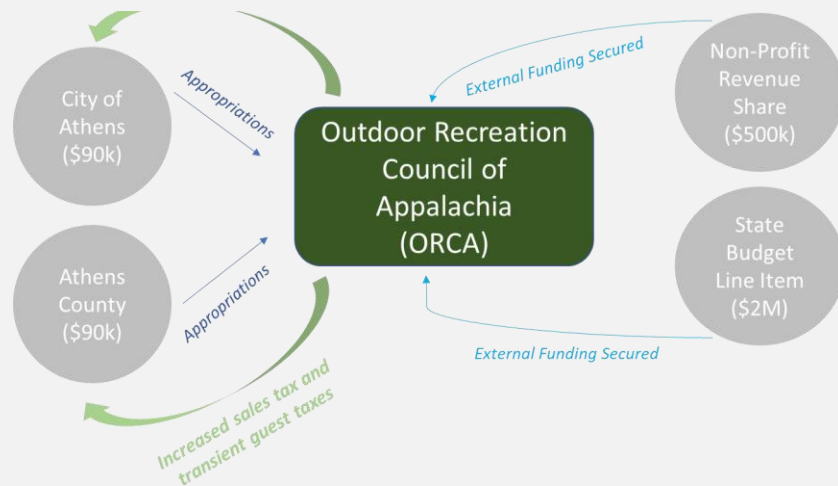 City of
Athens
($90k)
Appropriations
External Funding Secured
Non-Profit
Revenue
Share
($500k)
Outdoor Recreation
Council of
Appalachia
(ORCA)
Athens
County
($90k)
Appropriations
State
Budget
Line Item
($2M)
External Funding Secured
Increased sales tax and
transient guest taxes